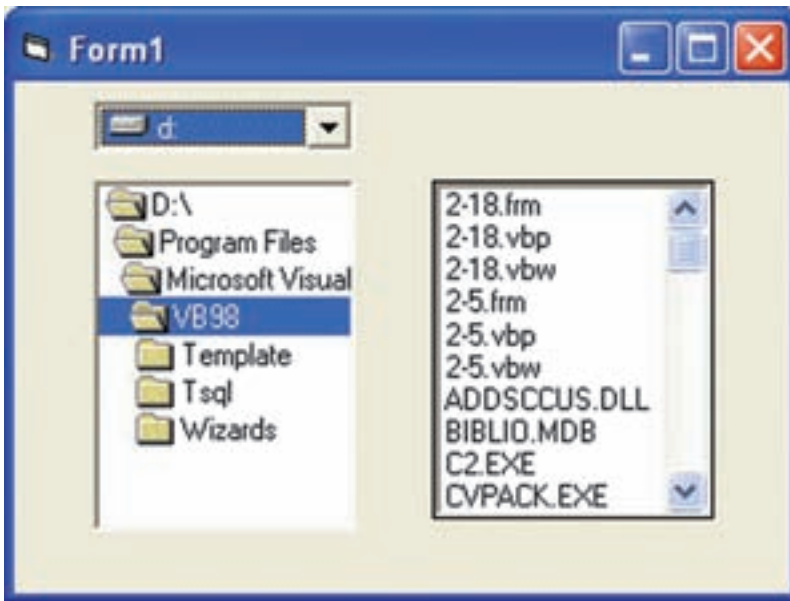 Form1
d:
D:\
Program Files
Microsoft Visual
VB98
Template
Tsql
Wizards
2-18.frm
2-18.vbp
2-18.vbw
2-5.frm
2-5.vbp
2-5.vbw
ADDSCCUS.DLL
BIBLIO.MDB
C2.EXE
CVPACK.EXE